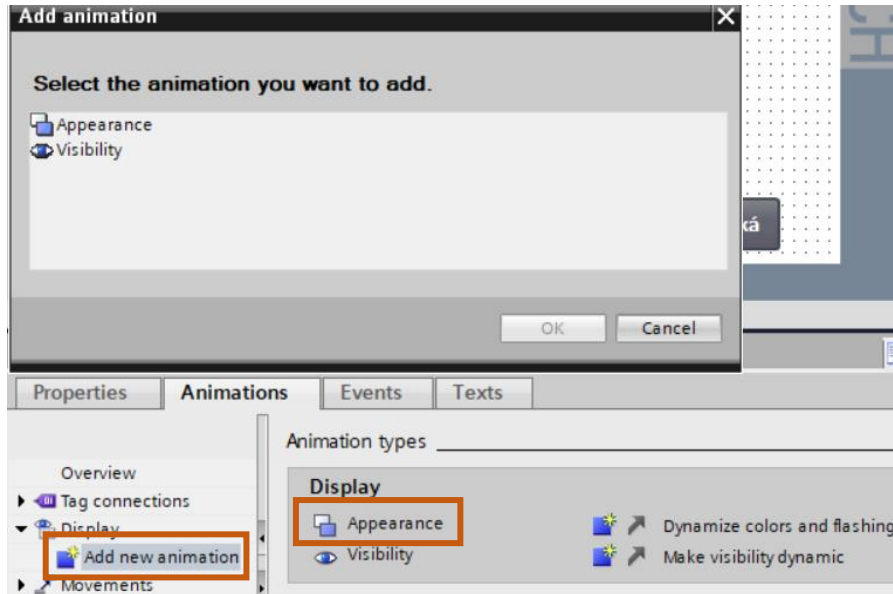 Add animation
Select the animation you want to add.
Appearance
Visibility
ká
OK
Cancel
Properties
Animations
Events
Texts
Animation types
Overview
Tag connections
Display
Add new animation
Movements
Display
Appearance
Dynamize colors and flashing
Visibility
Make visibility dynamic